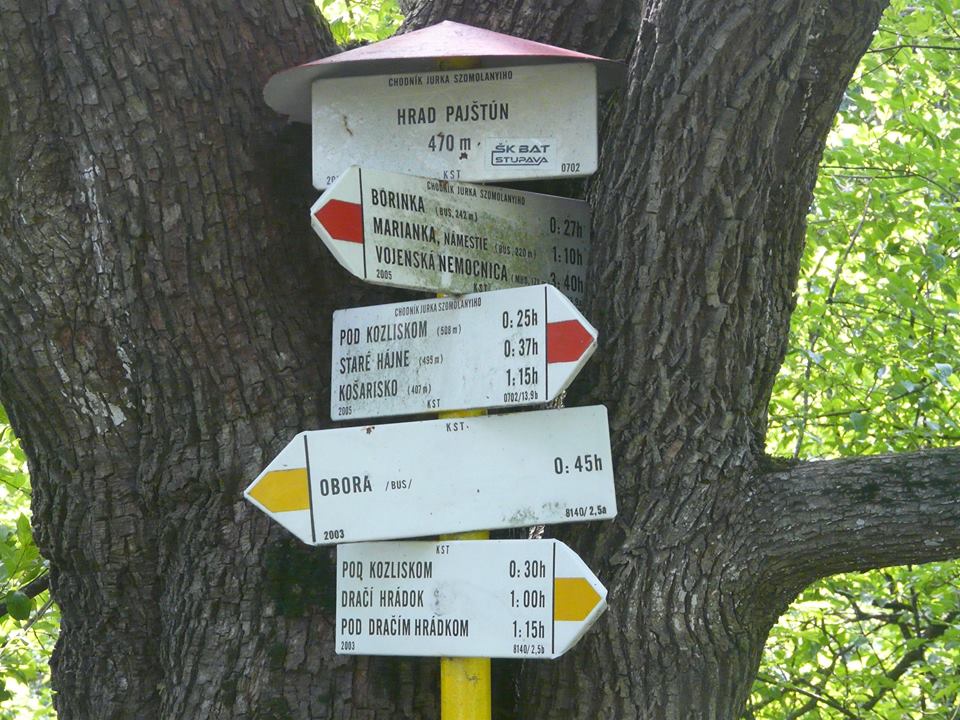 CHODNÍK JURKA SZOMOLANYIHO
HRAD PAJŠTÚN
470 m
ŠK BAT
STUPAVA
KST 0702
CHODNÍK JURKA SZOMOLANYIHO
BORINKA (BUS, 242 m) 0:27h
MARIANKA, NÁMESTIE (BUS, 220 m) 1:10h
VOJENSKÁ NEMOCNICA 3:40h
2005 KST
CHODNÍK JURKA SZOMOLANYIHO
POD KOZLISKOM (508 m) 0:25h
STARÉ HÁJNE (495 m) 0:37h
KOŠARISKO (407 m) 1:15h
2005 KST 0702/13,9b
KST
OBORA /BUS/ 0:45h
2003 8140/2,5a
KST
POD KOZLISKOM 0:30h
DRAČÍ HRÁDOK 1:00h
POD DRAČÍM HRÁDKOM 1:15h
2003 8140/2,5b